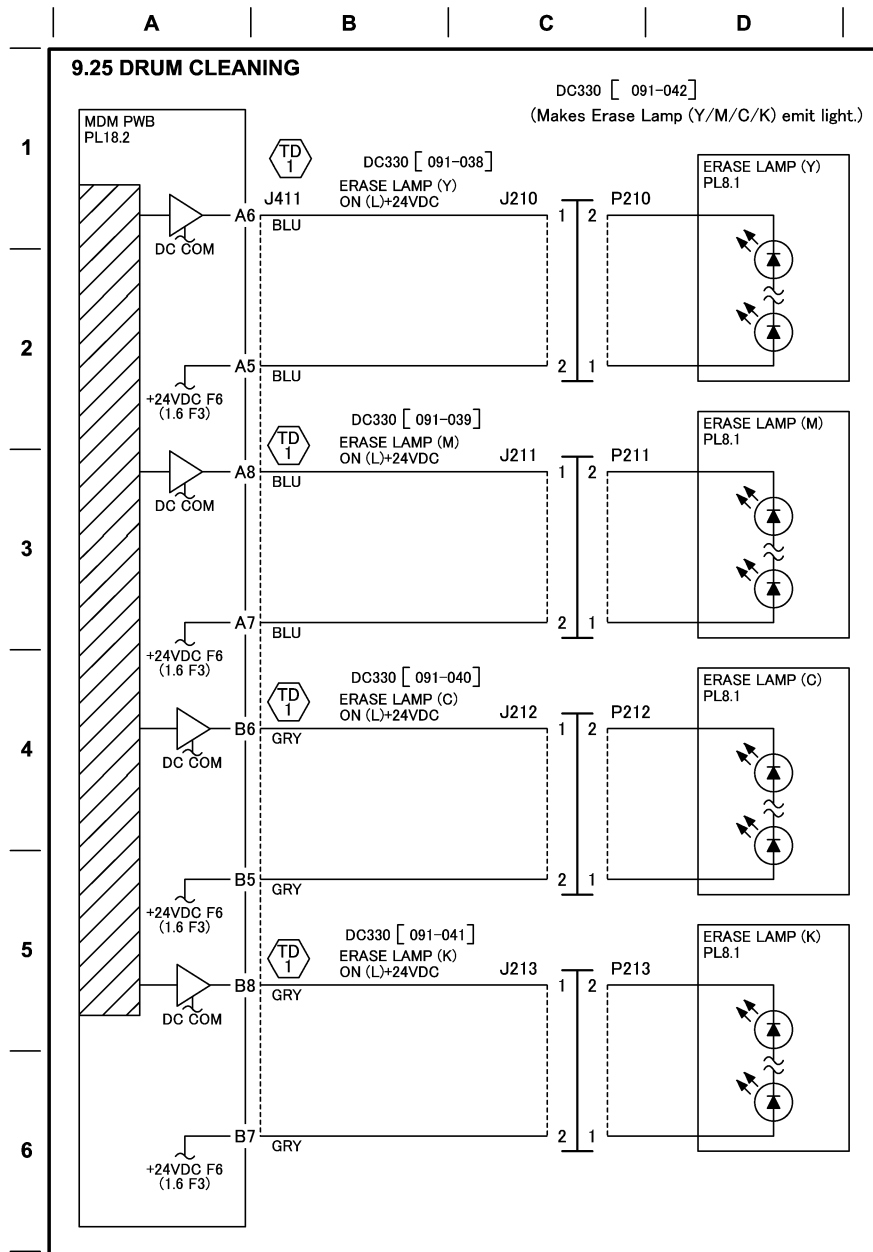 A B C D
9.25 DRUM CLEANING
DC330 [ 091-042]
(Makes Erase Lamp (Y/M/C/K) emit light.)
1
MDM PWB
PL18.2
TD
1
DC330 [ 091-038]
ERASE LAMP (Y)
ON (L)+24VDC
ERASE LAMP (Y)
PL8.1
A6 J411 J210 1 2 P210
BLU
DC COM
2
A5 2 1
BLU
+24VDC F6
(1.6 F3)
TD
1
DC330 [ 091-039]
ERASE LAMP (M)
ON (L)+24VDC
ERASE LAMP (M)
PL8.1
A8 J211 1 2 P211
BLU
DC COM
3
A7 2 1
BLU
+24VDC F6
(1.6 F3)
TD
1
DC330 [ 091-040]
ERASE LAMP (C)
ON (L)+24VDC
ERASE LAMP (C)
PL8.1
4
B6 J212 1 2 P212
GRY
DC COM
B5 2 1
GRY
+24VDC F6
(1.6 F3)
5
TD
1
DC330 [ 091-041]
ERASE LAMP (K)
ON (L)+24VDC
ERASE LAMP (K)
PL8.1
B8 J213 1 2 P213
GRY
DC COM
6
B7 2 1
GRY
+24VDC F6
(1.6 F3)